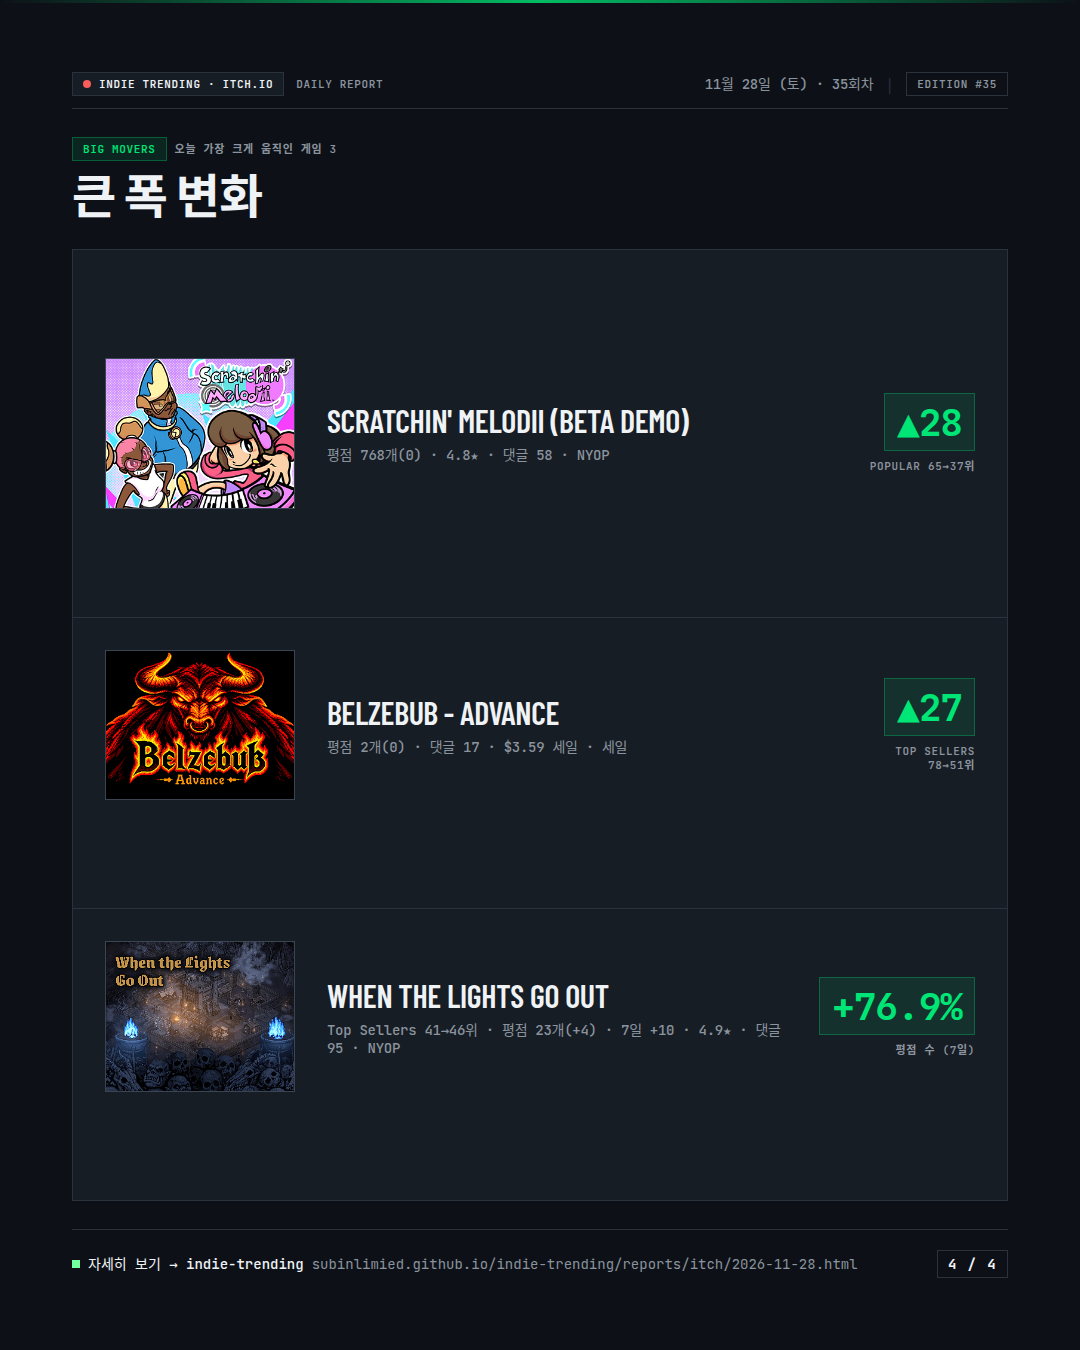 INDIE TRENDING · ITCH.IO DAILY REPORT 11월 28일 (토) · 35회차 EDITION #35
BIG MOVERS 오늘 가장 크게 움직인 게임 3
큰 폭 변화
Scratchin'
Melodii
SCRATCHIN' MELODII (BETA DEMO)
평점 768개(0) · 4.8★ · 댓글 58 · NYOP
▲28
POPULAR 65→37위
Belzebub
Advance
BELZEBUB - ADVANCE
평점 2개(0) · 댓글 17 · $3.59 세일 · 세일
▲27
TOP SELLERS
78→51위
When the Lights
Go Out
WHEN THE LIGHTS GO OUT
Top Sellers 41→46위 · 평점 23개(+4) · 7일 +10 · 4.9★ · 댓글
95 · NYOP
+76.9%
평점 수 (7일)
자세히 보기 → indie-trending subinlimied.github.io/indie-trending/reports/itch/2026-11-28.html 4 / 4